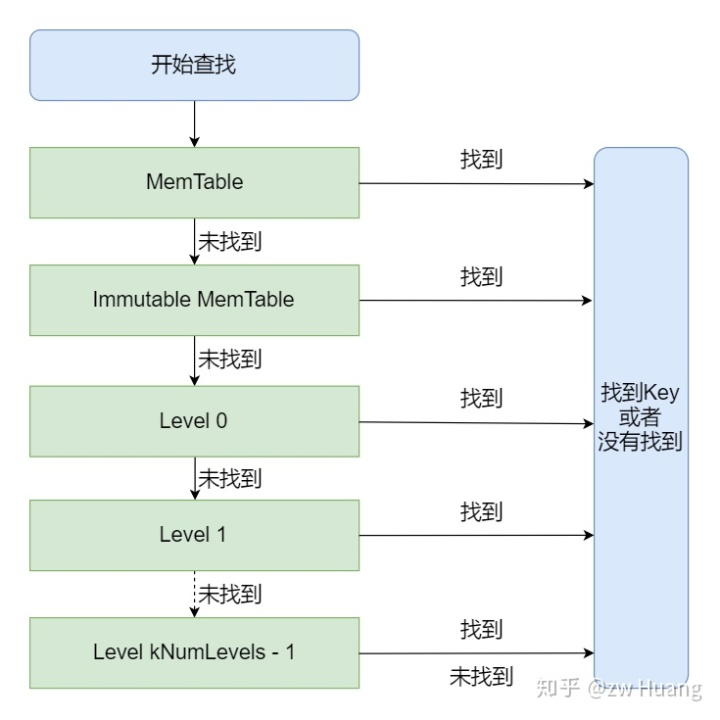 开始查找
MemTable
找到
未找到
Immutable MemTable
找到
未找到
Level 0
找到
找到Key
或者
没有找到
未找到
Level 1
找到
未找到
Level kNumLevels - 1
找到
未找到
知乎 @zw Huang